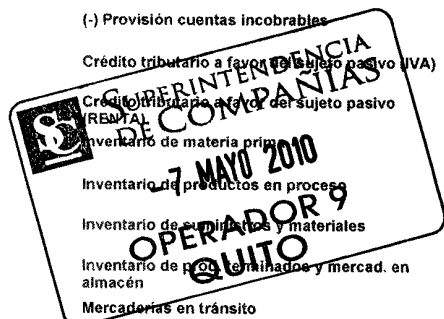 (-) Provisión cuentas incobrables
Crédito tributario a favor del sujeto pasivo (IVA)
SUPERINTENDENCIA
DE COMPAÑIAS
Crédito tributario a favor del sujeto pasivo
(RENTA)
Inventario de materia prima
-7 MAYO 2010
Inventario de productos en proceso
Inventario de suministros y materiales
OPERADOR 9
QUITO
Inventario de prod. terminados y mercad. en
almacén
Mercaderías en tránsito